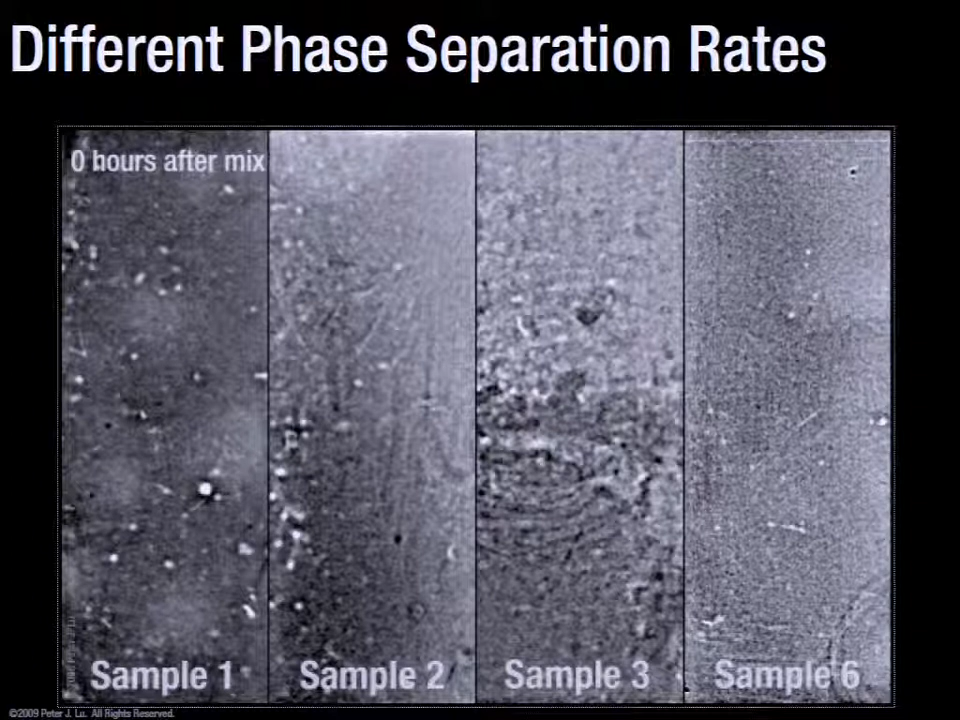 Different Phase Separation Rates
0 hours after mix
Sample 1
Sample 2
Sample 3
Sample 6
©2009 Peter J. Lu. All Rights Reserved.